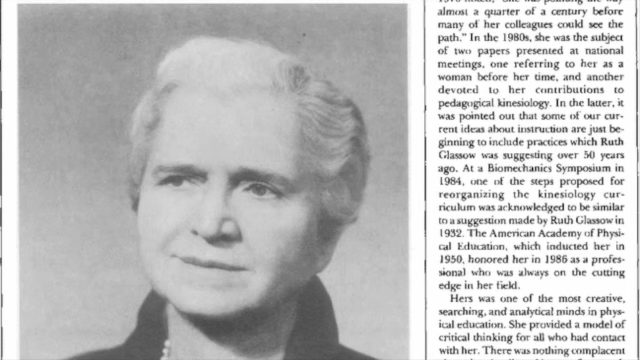 almost a quarter of a century before
many of her colleagues could see the
path." In the 1980s, she was the subject
of two papers presented at national
meetings, one referring to her as a
woman before her time, and another
devoted to her contributions to
pedagogical kinesiology. In the latter, it
was pointed out that some of our cur-
rent ideas about instruction are just be-
ginning to include practices which Ruth
Glassow was suggesting over 50 years
ago. At a Biomechanics Symposium in
1984, one of the steps proposed for
reorganizing the kinesiology cur-
riculum was acknowledged to be similar
to a suggestion made by Ruth Glassow in
1932. The American Academy of Physi-
cal Education, which inducted her in
1950, honored her in 1986 as a profes-
sional who was always on the cutting
edge in her field.
Hers was one of the most creative,
searching, and analytical minds in phys-
ical education. She provided a model of
critical thinking for all who had contact
with her. There was nothing complacent